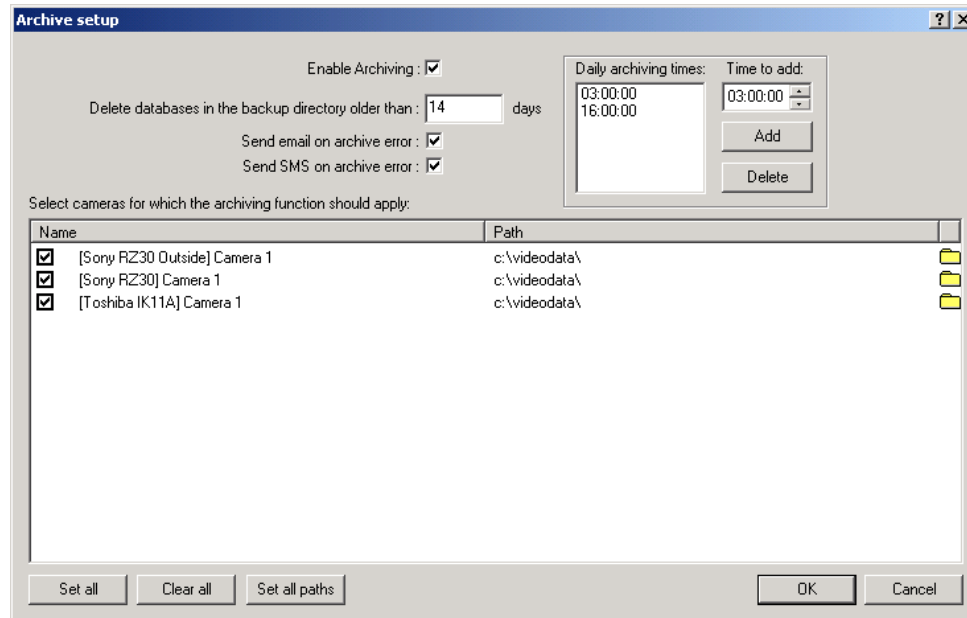 Archive setup
Enable Archiving :
Delete databases in the backup directory older than : 14 days
Send email on archive error :
Send SMS on archive error :
Daily archiving times:
03:00:00
16:00:00
Time to add:
03:00:00
Add
Delete
Select cameras for which the archiving function should apply:
Name Path
[Sony RZ30 Outside] Camera 1 c:\videodata\
[Sony RZ30] Camera 1 c:\videodata\
[Toshiba IK11A] Camera 1 c:\videodata\
Set all Clear all Set all paths OK Cancel